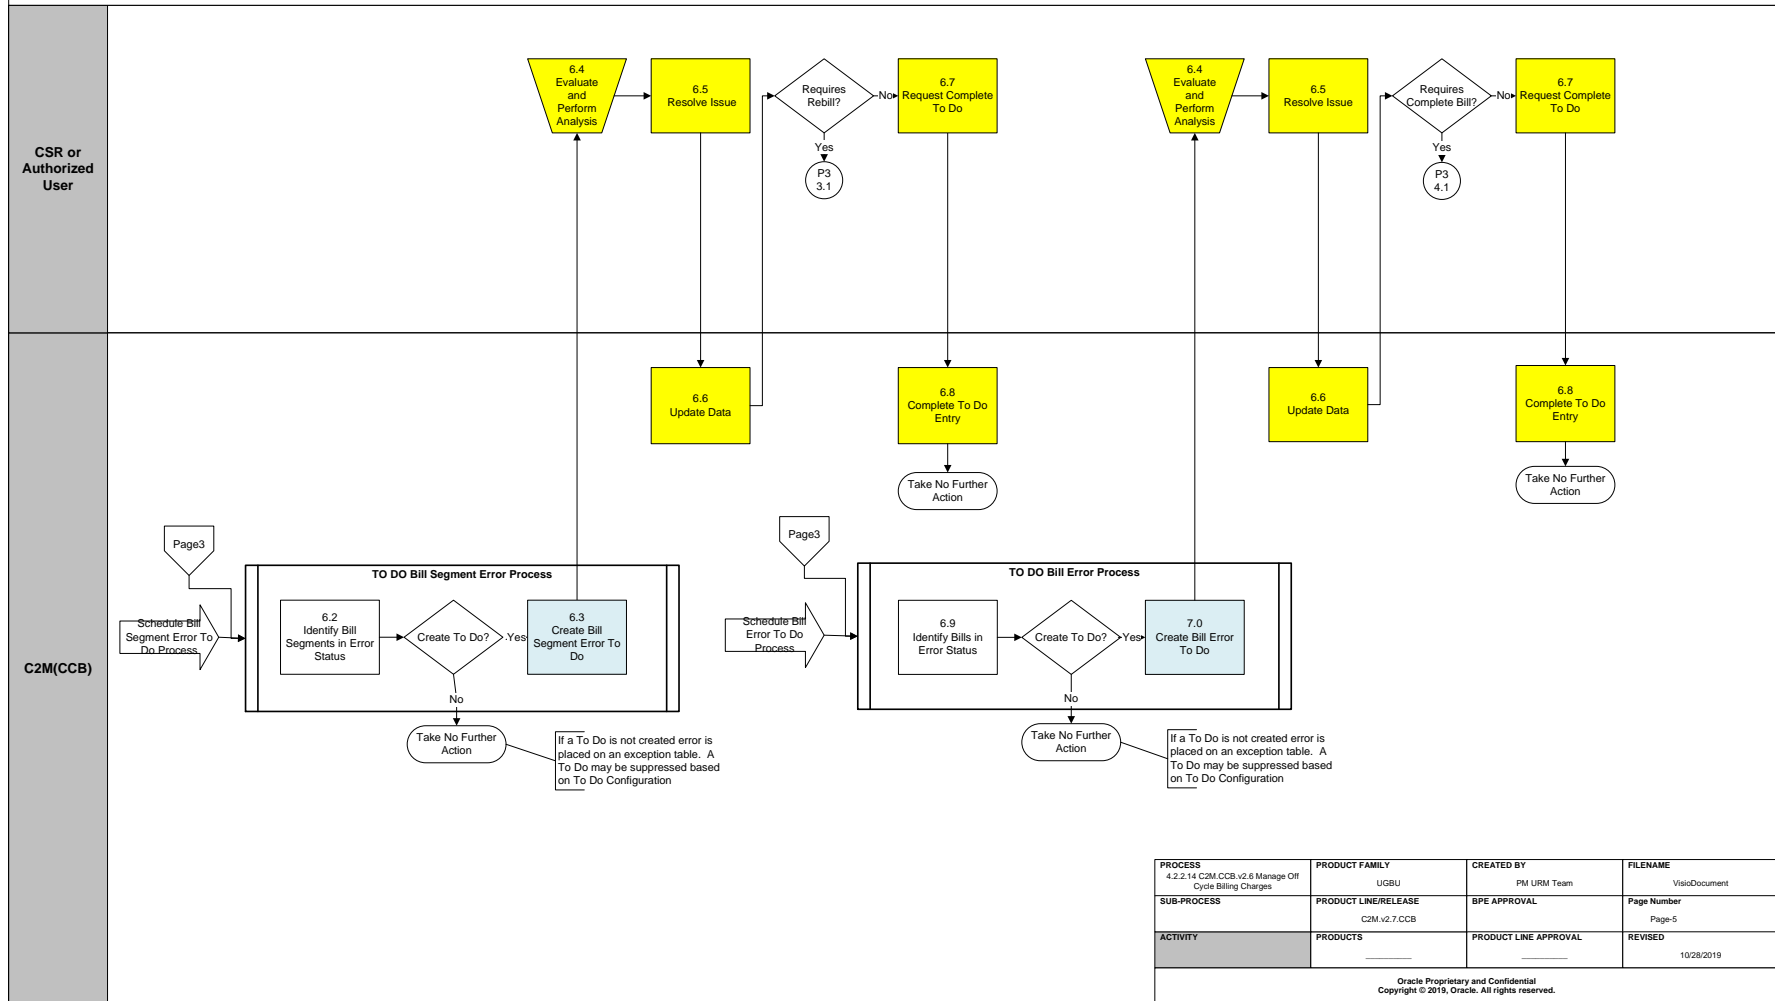 CSR or
Authorized
User
6.4
Evaluate
and
Perform
Analysis
6.5
Resolve Issue
Requires
Rebill?
No
Yes
P3
3.1
6.7
Request Complete
To Do
6.4
Evaluate
and
Perform
Analysis
6.5
Resolve Issue
Requires
Complete Bill?
No
Yes
P3
4.1
6.7
Request Complete
To Do
C2M(CCB)
6.6
Update Data
6.8
Complete To Do
Entry
Take No Further
Action
6.6
Update Data
6.8
Complete To Do
Entry
Take No Further
Action
Page3
Schedule Bill
Segment Error To
Do Process
TO DO Bill Segment Error Process
6.2
Identify Bill
Segments in Error
Status
Create To Do?
Yes
No
6.3
Create Bill
Segment Error To
Do
Take No Further
Action
If a To Do is not created error is
placed on an exception table. A
To Do may be suppressed based
on To Do Configuration
Page3
Schedule Bill
Error To Do
Process
TO DO Bill Error Process
6.9
Identify Bills in
Error Status
Create To Do?
Yes
No
7.0
Create Bill Error
To Do
Take No Further
Action
If a To Do is not created error is
placed on an exception table. A
To Do may be suppressed based
on To Do Configuration
PROCESS
4.2.2.14 C2M.CCB.v2.6 Manage Off
Cycle Billing Charges
PRODUCT FAMILY
UGBU
CREATED BY
PM URM Team
FILENAME
VisioDocument
SUB-PROCESS
PRODUCT LINE/RELEASE
C2M.v2.7.CCB
BPE APPROVAL
Page Number
Page-5
ACTIVITY
PRODUCTS
PRODUCT LINE APPROVAL
REVISED
10/28/2019
Oracle Proprietary and Confidential
Copyright © 2019, Oracle. All rights reserved.